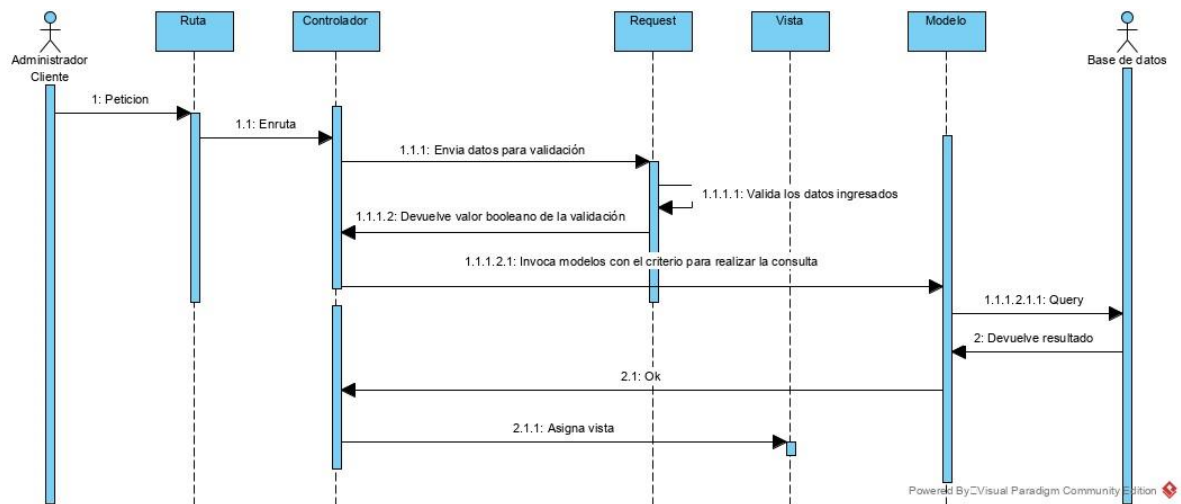 Ruta
Controlador
Request
Vista
Modelo
Administrador
Cliente
Base de datos
1: Peticion
1.1: Enruta
1.1.1: Envia datos para validación
1.1.1.1: Valida los datos ingresados
1.1.1.2: Devuelve valor booleano de la validación
1.1.1.2.1: Invoca modelos con el criterio para realizar la consulta
1.1.1.2.1.1: Query
2: Devuelve resultado
2.1: Ok
2.1.1: Asigna vista
Powered By Visual Paradigm Community Edition